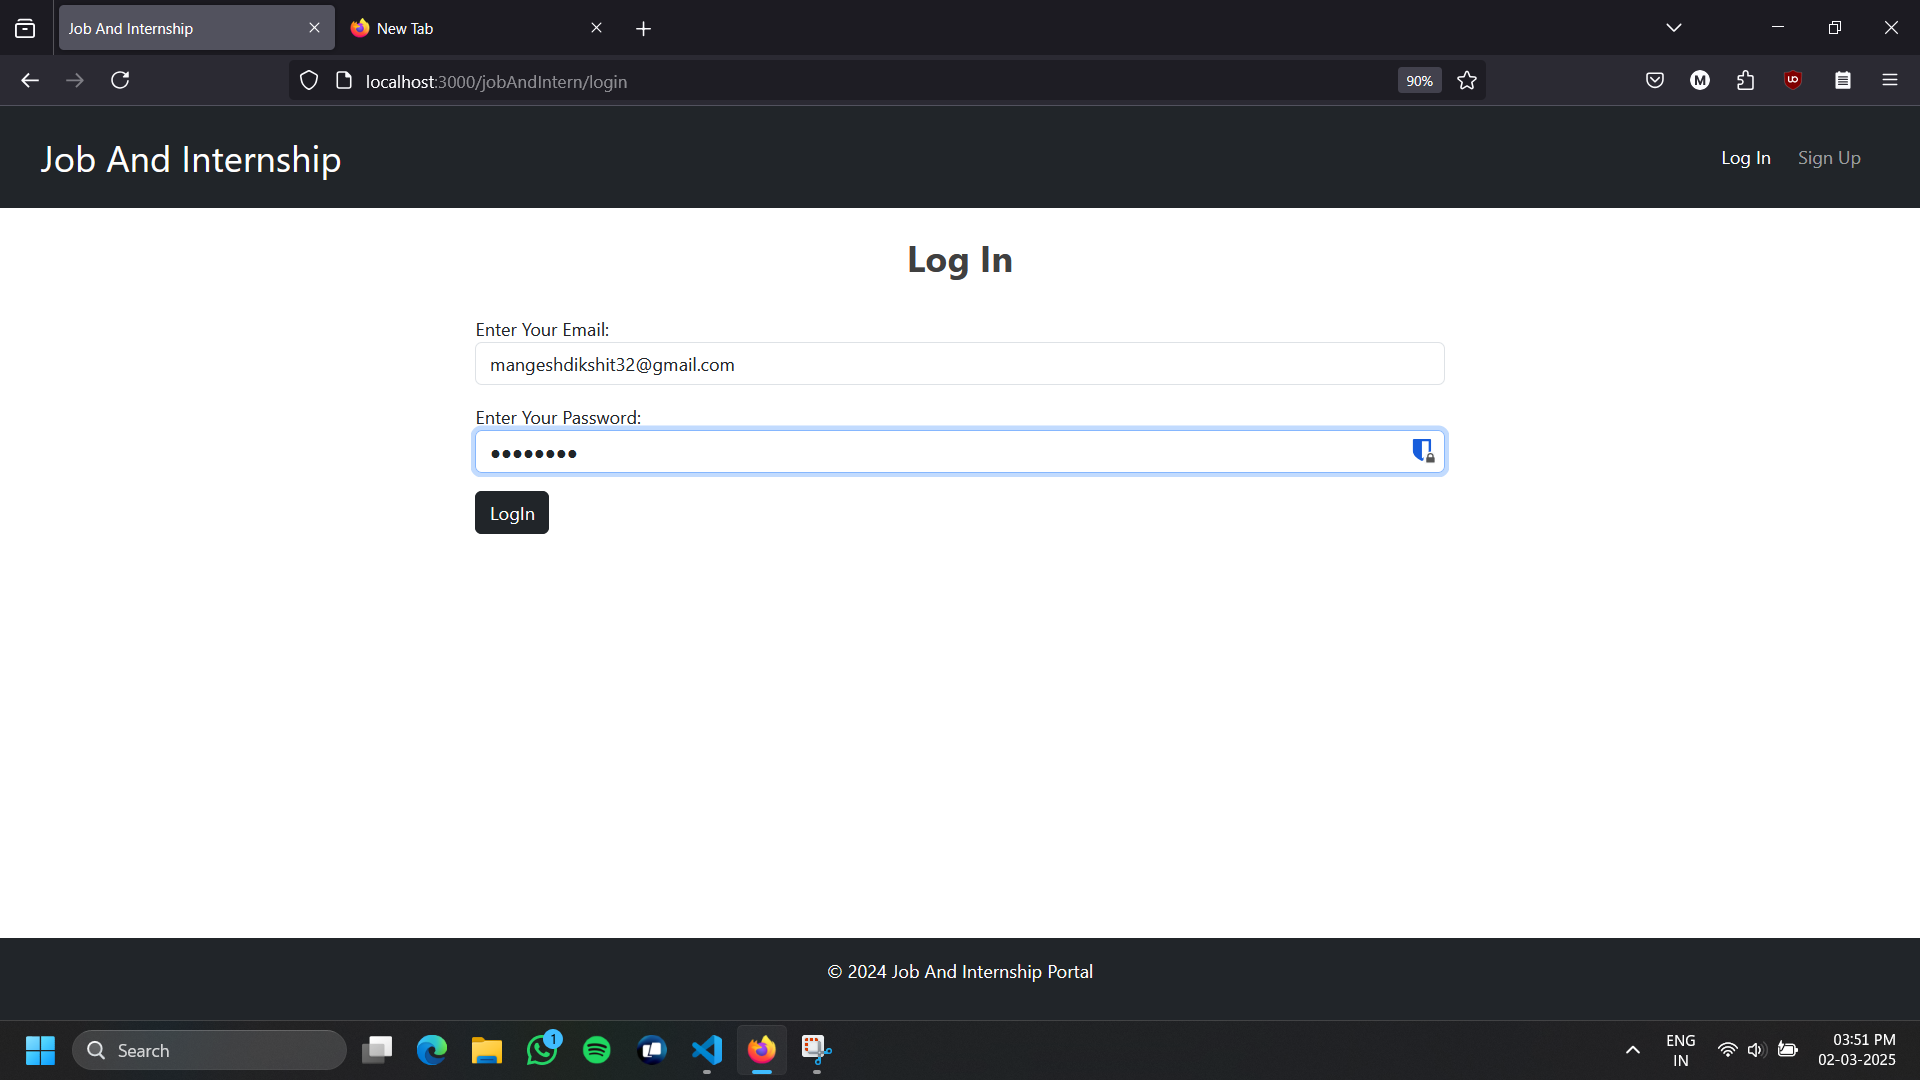 Job And Internship
New Tab
localhost:3000/jobAndIntern/login
90%
M
Job And Internship
Log In
Sign Up
Log In
Enter Your Email:
mangeshdikshit32@gmail.com
Enter Your Password:
••••••••
LogIn
© 2024 Job And Internship Portal
Search
1
ENG
IN
03:51 PM
02-03-2025